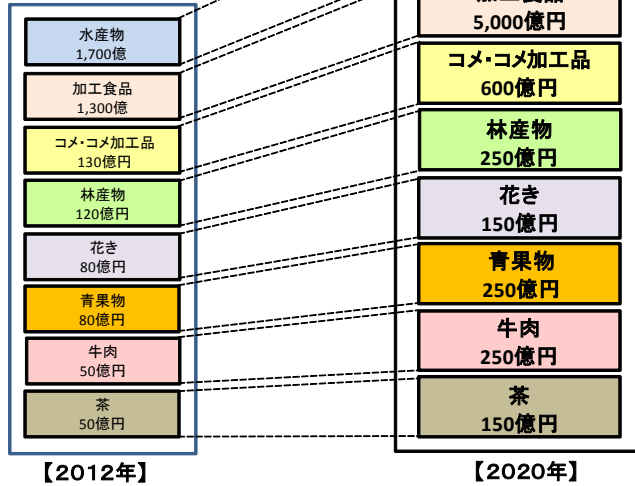 水産物
1,700億
加工食品
1,300億
コメ・コメ加工品
130億円
林産物
120億円
花き
80億円
青果物
80億円
牛肉
50億円
茶
50億円
【2012年】
加工食品
5,000億円
コメ・コメ加工品
600億円
林産物
250億円
花き
150億円
青果物
250億円
牛肉
250億円
茶
150億円
【2020年】